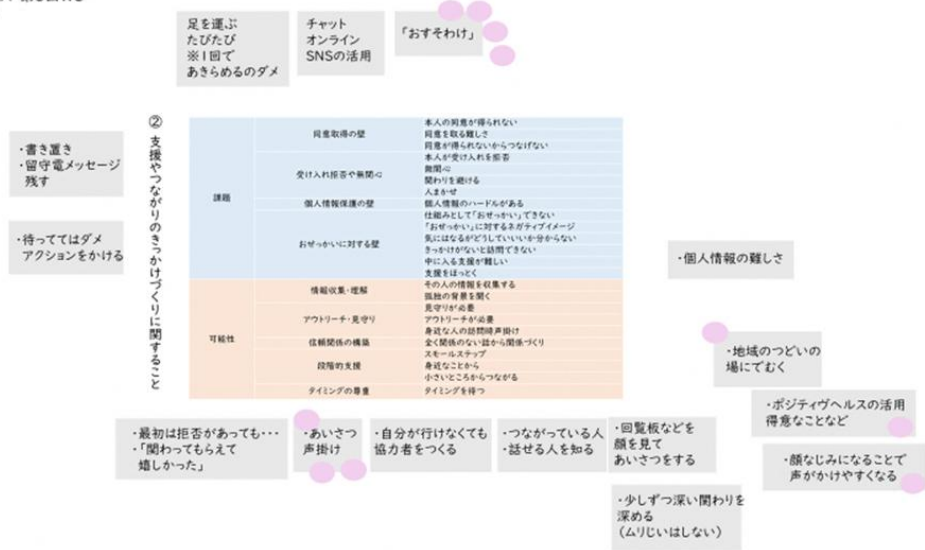 足を運ぶ
たびたび
※1回で
あきらめるのダメ
チャット
オンライン
SNSの活用
「おすそわけ」
・書き置き
・留守電メッセージ
残す
・待っててはダメ
アクションをかける
② 支援やつながりのきっかけづくりに関すること
課題
同意取得の壁
本人の同意が得られない
同意を取る難しさ
同意が得られないからつなげない
受け入れ拒否や無関心
本人が受け入れを拒否
無関心
関わりを避ける
人まかせ
個人情報保護の壁
個人情報のハードルがある
おせっかいに対する壁
仕組みとして「おせっかい」できない
「おせっかい」に対するネガティブイメージ
気にはなるがどうしていいか分からない
きっかけがないと訪問できない
中に入る支援が難しい
支援をほっとく
可能性
情報収集・理解
その人の情報を収集する
孤独の背景を聞く
アウトリーチ・見守り
見守りが必要
アウトリーチが必要
身近な人の訪問時声掛け
信頼関係の構築
全く関係のない話から関係づくり
段階的支援
スモールステップ
身近なことから
小さいところからつながる
タイミングの尊重
タイミングを待つ
・個人情報の難しさ
・地域のつどいの
場にでむく
・ポジティヴヘルスの活用
得意なことなど
・顔なじみになることで
声がかけやすくなる
・最初は拒否があっても・・・
・「関わってもらえて
嬉しかった」
・あいさつ
声掛け
・自分が行けなくても
協力者をつくる
・つながっている人
・話せる人を知る
・回覧板などを
顔を見て
あいさつをする
・少しずつ深い関わりを
深める
（ムリじいはしない）